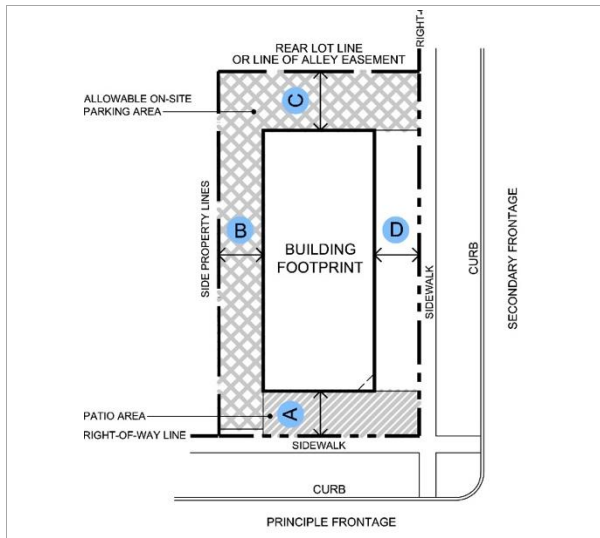 REAR LOT LINE
OR LINE OF ALLEY EASEMENT
RIGHT-
ALLOWABLE ON-SITE
PARKING AREA
C
SIDE PROPERTY LINES
B
BUILDING
FOOTPRINT
D
SIDEWALK
CURB
SECONDARY FRONTAGE
PATIO AREA
A
RIGHT-OF-WAY LINE
SIDEWALK
CURB
PRINCIPLE FRONTAGE